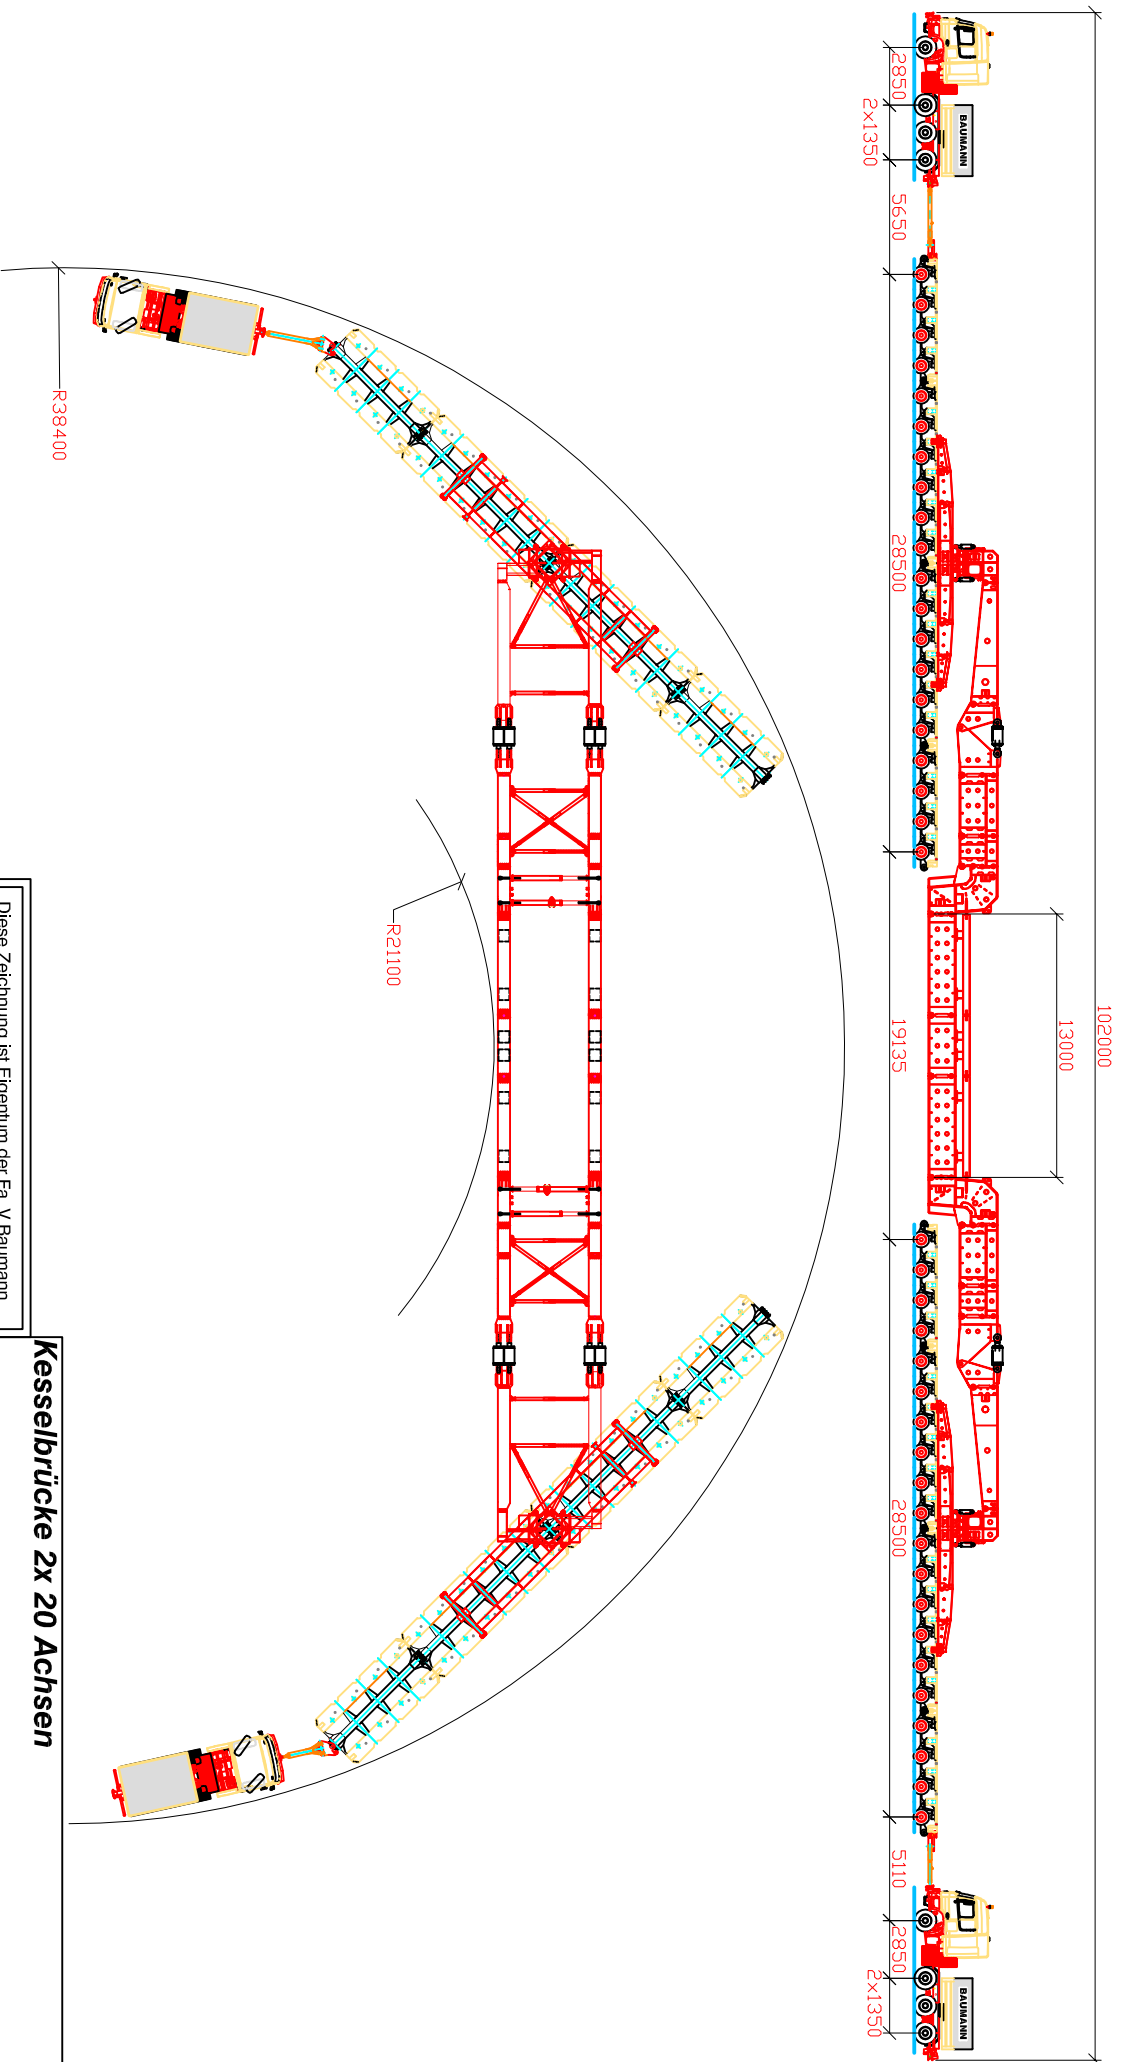 102000
13000
BAUMANN
BAUMANN
2850
2x1350
5650
28500
19135
28500
5110
2850
2x1350
R38400
R21100
Diese Zeichnung ist Eigentum der Fa. V.Baumann
Kesselbrücke 2x 20 Achsen